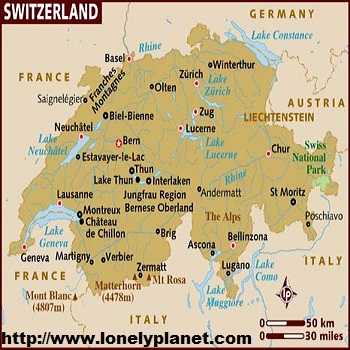 SWITZERLAND
GERMANY
Basel
Rhine
Lake Constance
FRANCE
Winterthur
Franches
Montagnes
Zürich
Olten
Lake
Zürich
Saignelégier
AUSTRIA
Biel-Bienne
Zug
LIECHTENSTEIN
Neuchâtel
Lucerne
Swiss
National
Park
Lake
Neuchâtel
Bern
Lake
Lucerne
Chur
Estavayer-le-Lac
Thun
Rhine
Lake Thun
Interlaken
Lausanne
Jungfrau Region
Bernese Oberland
Andermatt
St Moritz
Montreux
Château
de Chillon
The Alps
Poschiavo
Lake
Geneva
Brig
Ascona
Bellinzona
Geneva
Martigny
Verbier
Lugano
Lake
Como
FRANCE
Zermatt
Mt Rosa
Matterhorn
(4478m)
Mont Blanc
(4807m)
Lake
Maggiore
ITALY
ITALY
0 50 km
0 30 miles
http://www.lonelyplanet.com